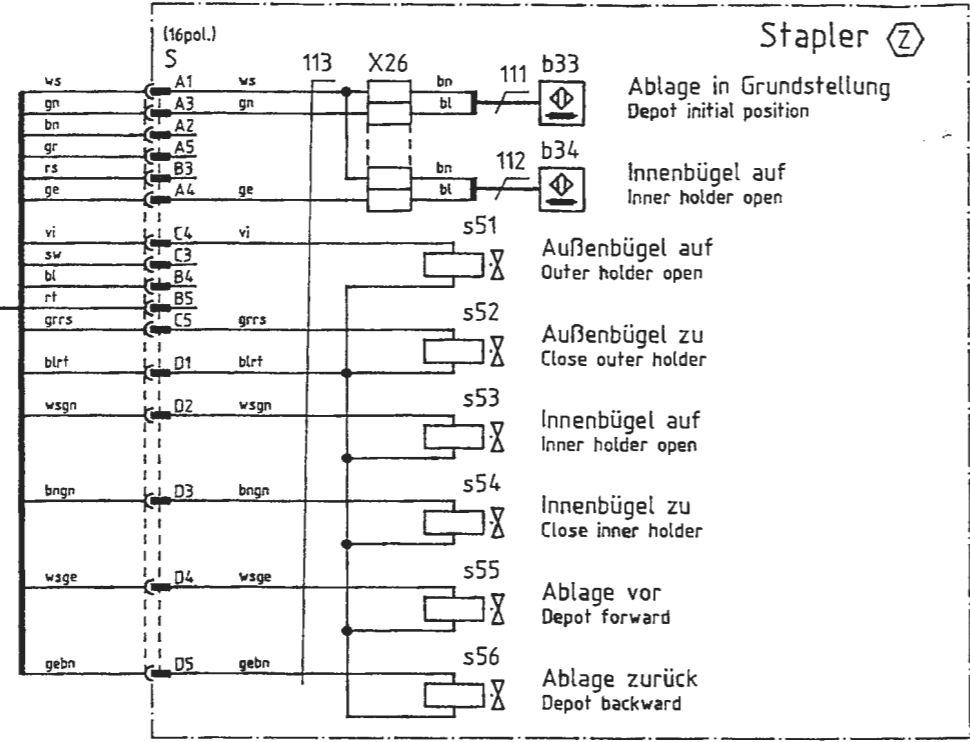 Stapler Z
(16pol.)
S
113
X26
ws A1 ws bn 111 b33
Ablage in Grundstellung
Depot initial position
gn A3 gn bl
bn A2
gr A5
rs B3 bn 112 b34
Innenbügel auf
Inner holder open
ge A4 ge bl
vi C4 vi s51
Außenbügel auf
Outer holder open
sw C3
bl B4
rt B5
grrs C5 grrs s52
Außenbügel zu
Close outer holder
blrt D1 blrt
wsgn D2 wsgn s53
Innenbügel auf
Inner holder open
bngn D3 bngn s54
Innenbügel zu
Close inner holder
wsge D4 wsge s55
Ablage vor
Depot forward
gebn D5 gebn s56
Ablage zurück
Depot backward